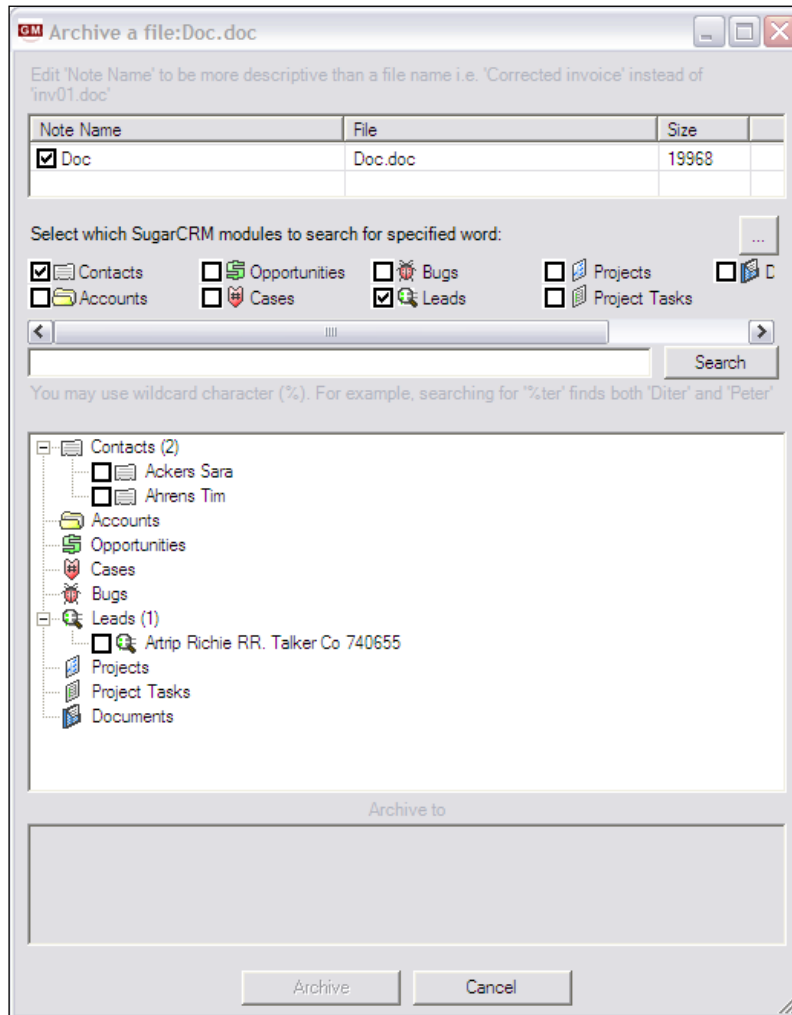 GM Archive a file:Doc.doc
Edit 'Note Name' to be more descriptive than a file name i.e. 'Corrected invoice' instead of
'inv01.doc'
Note Name File Size
Doc Doc.doc 19968
Select which SugarCRM modules to search for specified word:
...
Contacts Opportunities Bugs Projects D
Accounts Cases Leads Project Tasks
Search
You may use wildcard character (%). For example, searching for '%ter' finds both 'Diter' and 'Peter'
Contacts (2)
Ackers Sara
Ahrens Tim
Accounts
Opportunities
Cases
Bugs
Leads (1)
Artrip Richie RR. Talker Co 740655
Projects
Project Tasks
Documents
Archive to
Archive Cancel